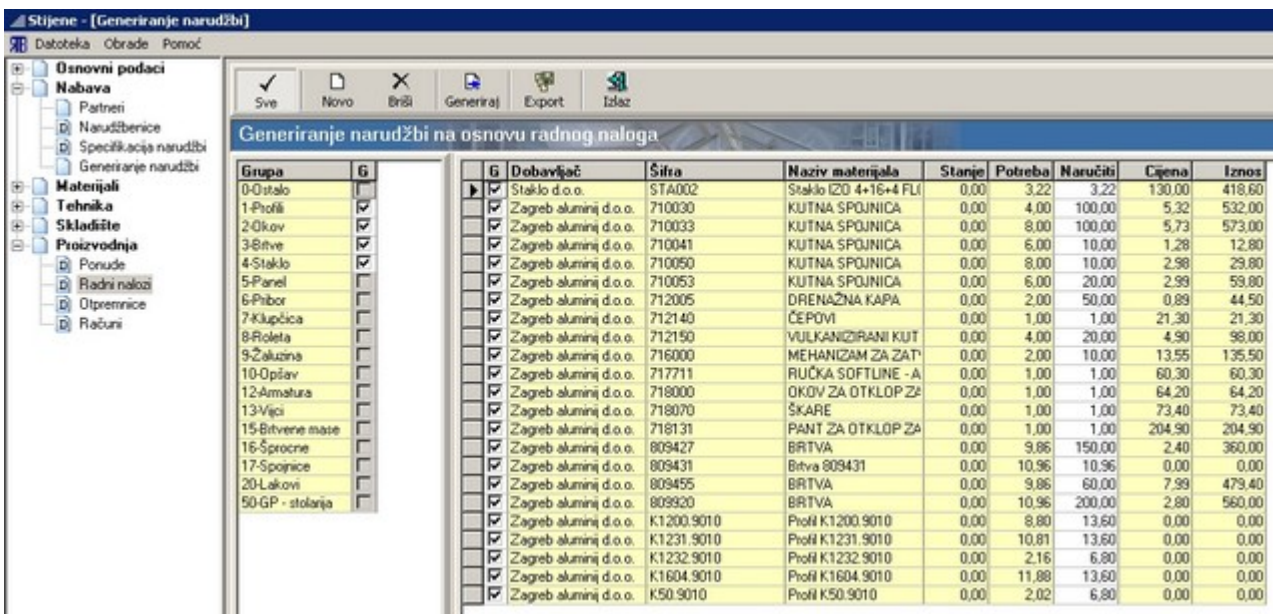 Stijene - [Generiranje narudžbi]
Datoteka Obrade Pomoć
Osnovni podaci
Nabava
Partneri
Narudžbenice
Specifikacija narudžbi
Generiranje narudžbi
Materijali
Tehnika
Skladište
Proizvodnja
Ponude
Radni nalozi
Otpremnice
Računi
Sve Novo Briši Generiraj Export Izlaz
Generiranje narudžbi na osnovu radnog naloga
Grupa G
0-Ostalo
1-Profili
2-Okov
3-Brtve
4-Staklo
5-Panel
6-Pribor
7-Klupčica
8-Roleta
9-Žaluzina
10-Opšav
12-Armatura
13-Vijci
15-Brtvene mase
16-Šprocne
17-Spojnice
20-Lakovi
50-GP - stolarija
G Dobavljač Šifra Naziv materijala Stanje Potreba Naručiti Cijena Iznos
Staklo d.o.o. STA002 Staklo IZO 4+16+4 FL( 0,00 3,22 3,22 130,00 418,60
Zagreb aluminij d.o.o. 710030 KUTNA SPOJNICA 0,00 4,00 100,00 5,32 532,00
Zagreb aluminij d.o.o. 710033 KUTNA SPOJNICA 0,00 8,00 100,00 5,73 573,00
Zagreb aluminij d.o.o. 710041 KUTNA SPOJNICA 0,00 6,00 10,00 1,28 12,80
Zagreb aluminij d.o.o. 710050 KUTNA SPOJNICA 0,00 8,00 10,00 2,98 29,80
Zagreb aluminij d.o.o. 710053 KUTNA SPOJNICA 0,00 6,00 20,00 2,99 59,80
Zagreb aluminij d.o.o. 712005 DRENAŽNA KAPA 0,00 2,00 50,00 0,89 44,50
Zagreb aluminij d.o.o. 712140 ČEPOVI 0,00 1,00 1,00 21,30 21,30
Zagreb aluminij d.o.o. 712150 VULKANIZIRANI KUT 0,00 4,00 20,00 4,90 98,00
Zagreb aluminij d.o.o. 716000 MEHANIZAM ZA ZAT 0,00 2,00 10,00 13,55 135,50
Zagreb aluminij d.o.o. 717711 RUČKA SOFTLINE - A 0,00 1,00 1,00 60,30 60,30
Zagreb aluminij d.o.o. 718000 OKOV ZA OTKLOP ZA 0,00 1,00 1,00 64,20 64,20
Zagreb aluminij d.o.o. 718070 ŠKARE 0,00 1,00 1,00 73,40 73,40
Zagreb aluminij d.o.o. 718131 PANT ZA OTKLOP ZA 0,00 1,00 1,00 204,90 204,90
Zagreb aluminij d.o.o. 809427 BRTVA 0,00 9,86 150,00 2,40 360,00
Zagreb aluminij d.o.o. 809431 Brtva 809431 0,00 10,96 10,96 0,00 0,00
Zagreb aluminij d.o.o. 809455 BRTVA 0,00 9,86 60,00 7,99 479,40
Zagreb aluminij d.o.o. 809920 BRTVA 0,00 10,96 200,00 2,80 560,00
Zagreb aluminij d.o.o. K1200.9010 Profil K1200.9010 0,00 8,80 13,60 0,00 0,00
Zagreb aluminij d.o.o. K1231.9010 Profil K1231.9010 0,00 10,81 13,60 0,00 0,00
Zagreb aluminij d.o.o. K1232.9010 Profil K1232.9010 0,00 2,16 6,80 0,00 0,00
Zagreb aluminij d.o.o. K1604.9010 Profil K1604.9010 0,00 11,88 13,60 0,00 0,00
Zagreb aluminij d.o.o. K50.9010 Profil K50.9010 0,00 2,02 6,80 0,00 0,00